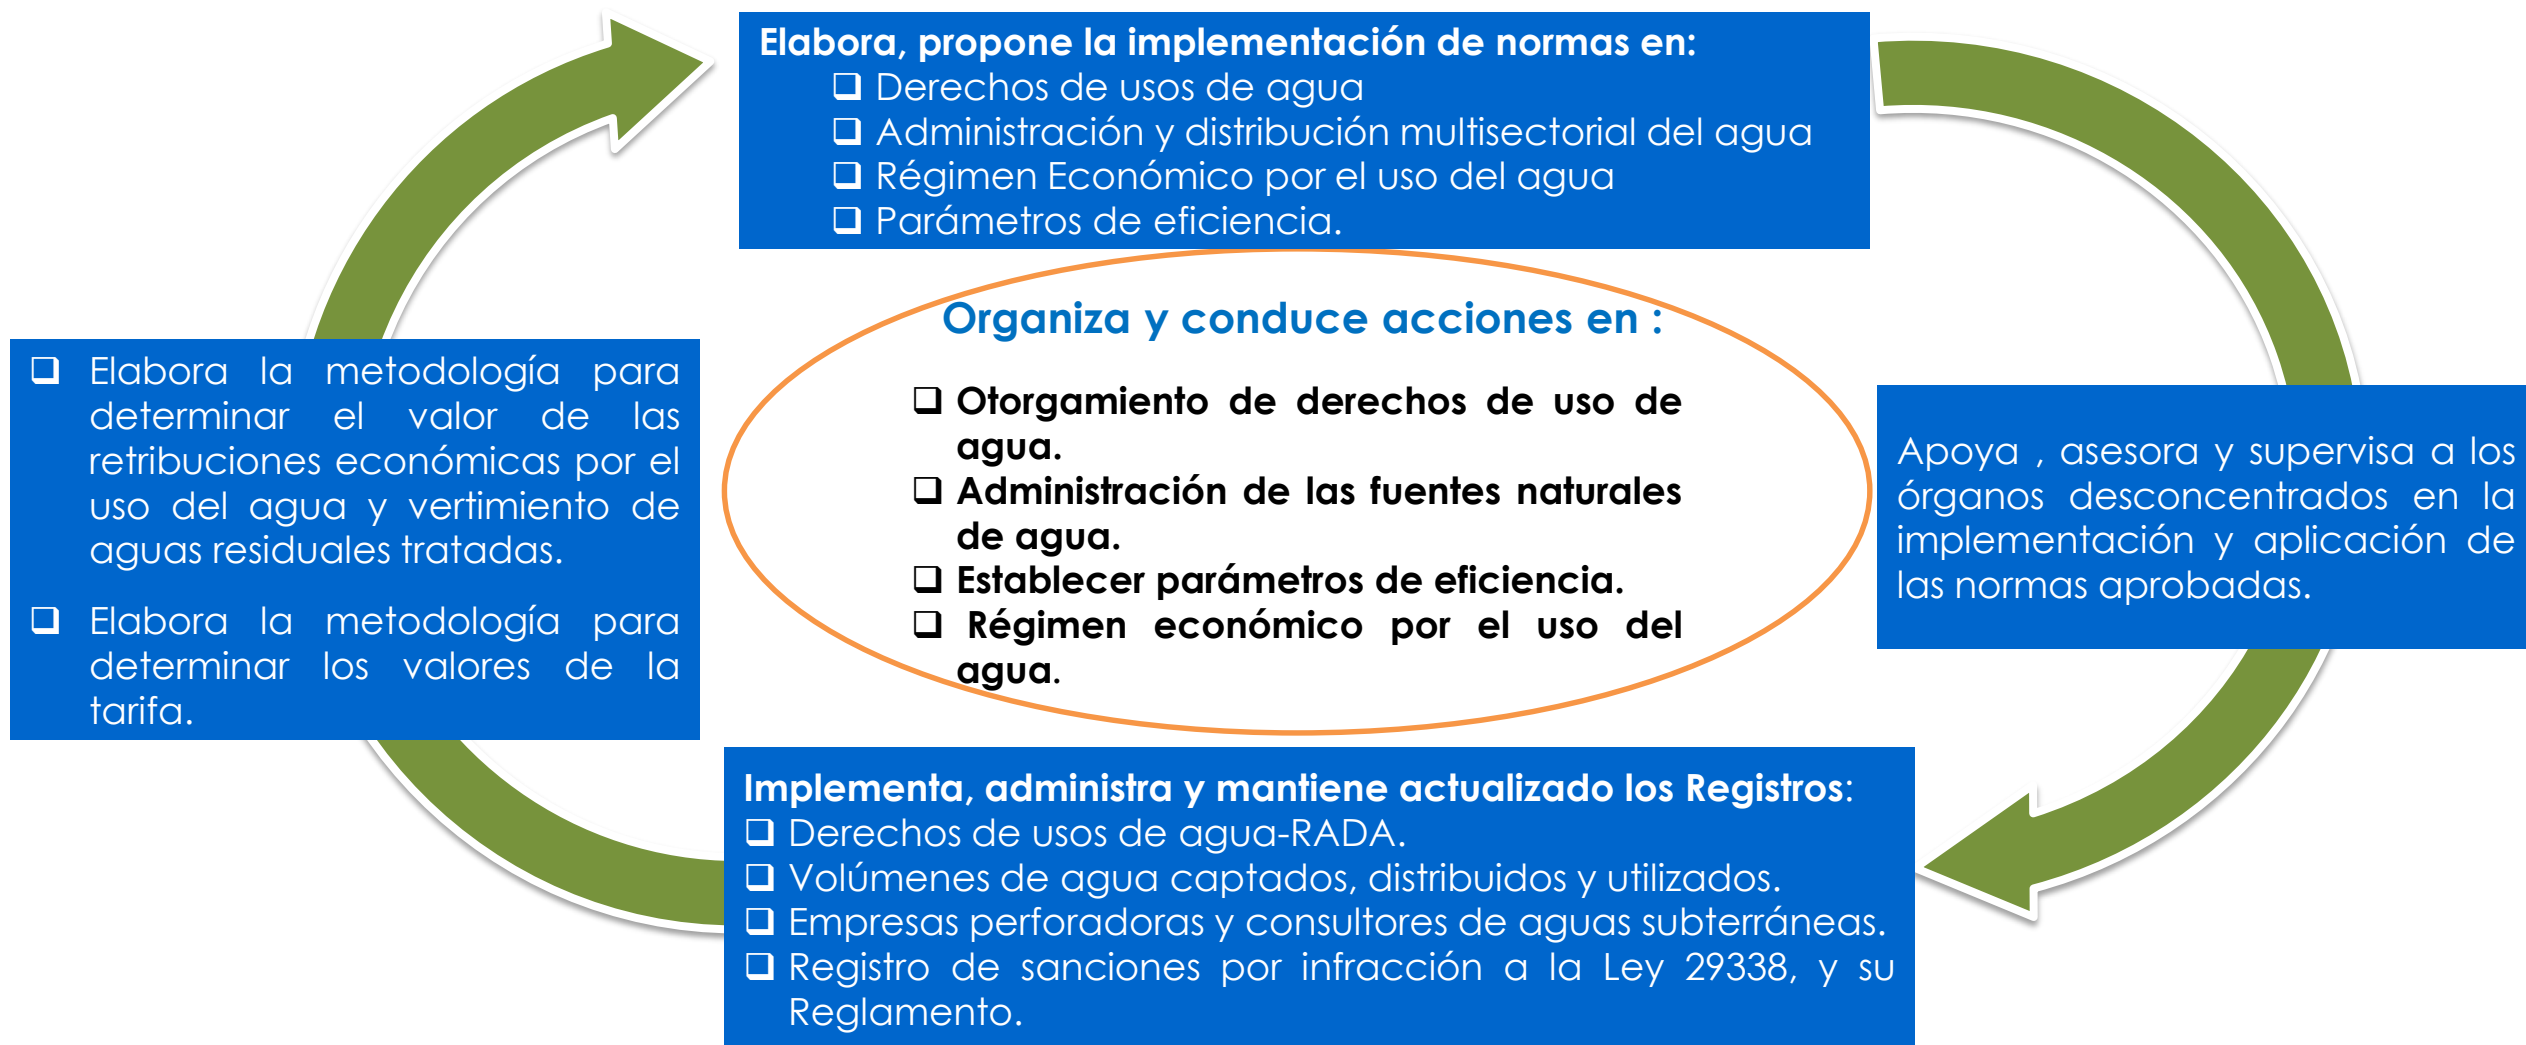 Elabora, propone la implementación de normas en:
❑ Derechos de usos de agua
❑ Administración y distribución multisectorial del agua
❑ Régimen Económico por el uso del agua
❑ Parámetros de eficiencia.
Organiza y conduce acciones en :
❑ Otorgamiento de derechos de uso de
agua.
❑ Administración de las fuentes naturales
de agua.
❑ Establecer parámetros de eficiencia.
❑ Régimen económico por el uso del
agua.
❑ Elabora la metodología para
determinar el valor de las
retribuciones económicas por el
uso del agua y vertimiento de
aguas residuales tratadas.
❑ Elabora la metodología para
determinar los valores de la
tarifa.
Apoya , asesora y supervisa a los
órganos desconcentrados en la
implementación y aplicación de
las normas aprobadas.
Implementa, administra y mantiene actualizado los Registros:
❑ Derechos de usos de agua-RADA.
❑ Volúmenes de agua captados, distribuidos y utilizados.
❑ Empresas perforadoras y consultores de aguas subterráneas.
❑ Registro de sanciones por infracción a la Ley 29338, y su
Reglamento.